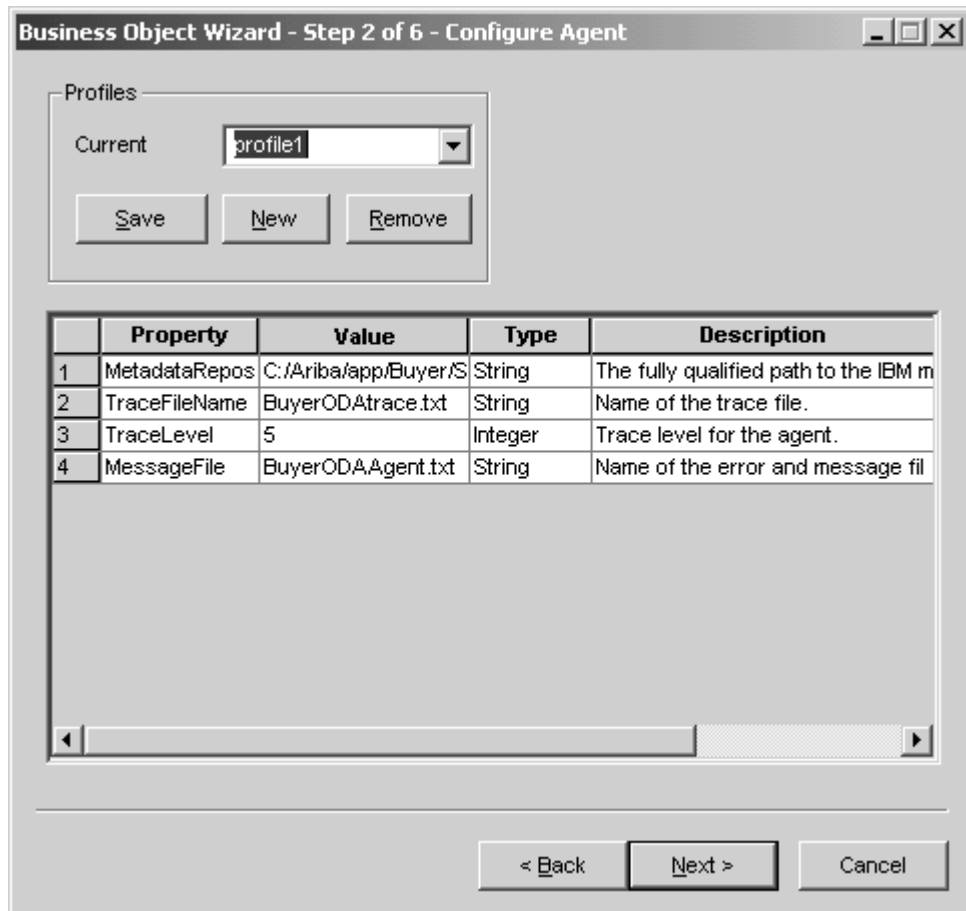 Business Object Wizard - Step 2 of 6 - Configure Agent
Profiles
Current profile1
Save New Remove
Property Value Type Description
1 MetadataRepos C:/Ariba/app/Buyer/S String The fully qualified path to the IBM m
2 TraceFileName BuyerODAtrace.txt String Name of the trace file.
3 TraceLevel 5 Integer Trace level for the agent.
4 MessageFile BuyerODAAgent.txt String Name of the error and message fil
< Back Next > Cancel